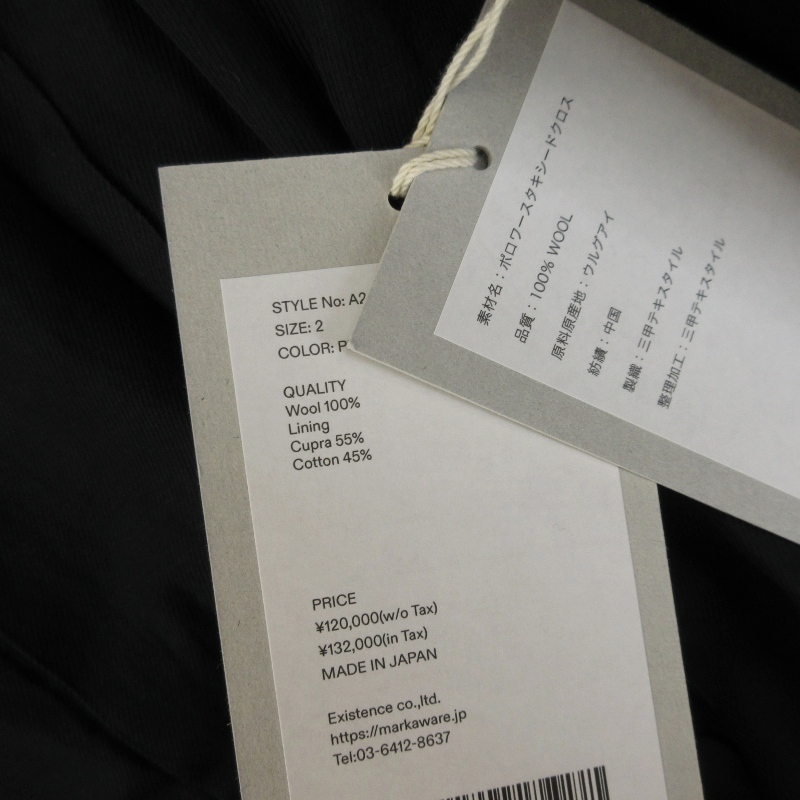 STYLE No: A2
SIZE: 2
COLOR: P
QUALITY
Wool 100%
Lining
Cupra 55%
Cotton 45%
PRICE
¥120,000(w/o Tax)
¥132,000(in Tax)
MADE IN JAPAN
Existence co.,ltd.
https://markaware.jp
Tel:03-6412-8637
素材名：ポロワースタキシードクロス
品質：100% WOOL
原料原産地：ウルグアイ
紡績：中国
製織：三甲テキスタイル
整理加工：三甲テキスタイル